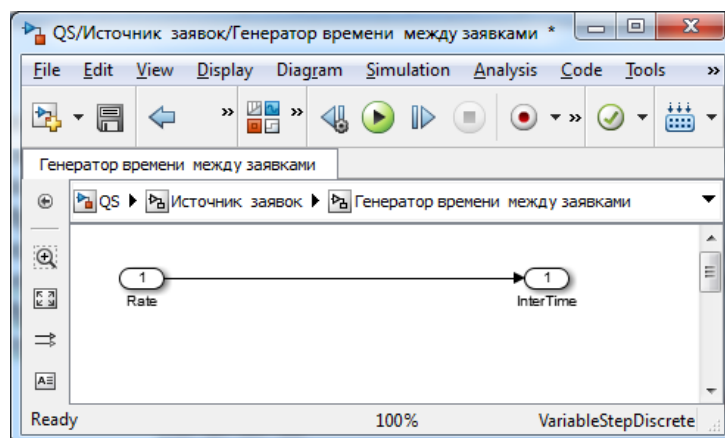 QS/Источник заявок/Генератор времени между заявками *
File Edit View Display Diagram Simulation Analysis Code Tools »
» »  »
Генератор времени между заявками
QS Источник заявок Генератор времени между заявками
1 1
Rate InterTime
Ready 100% VariableStepDiscrete